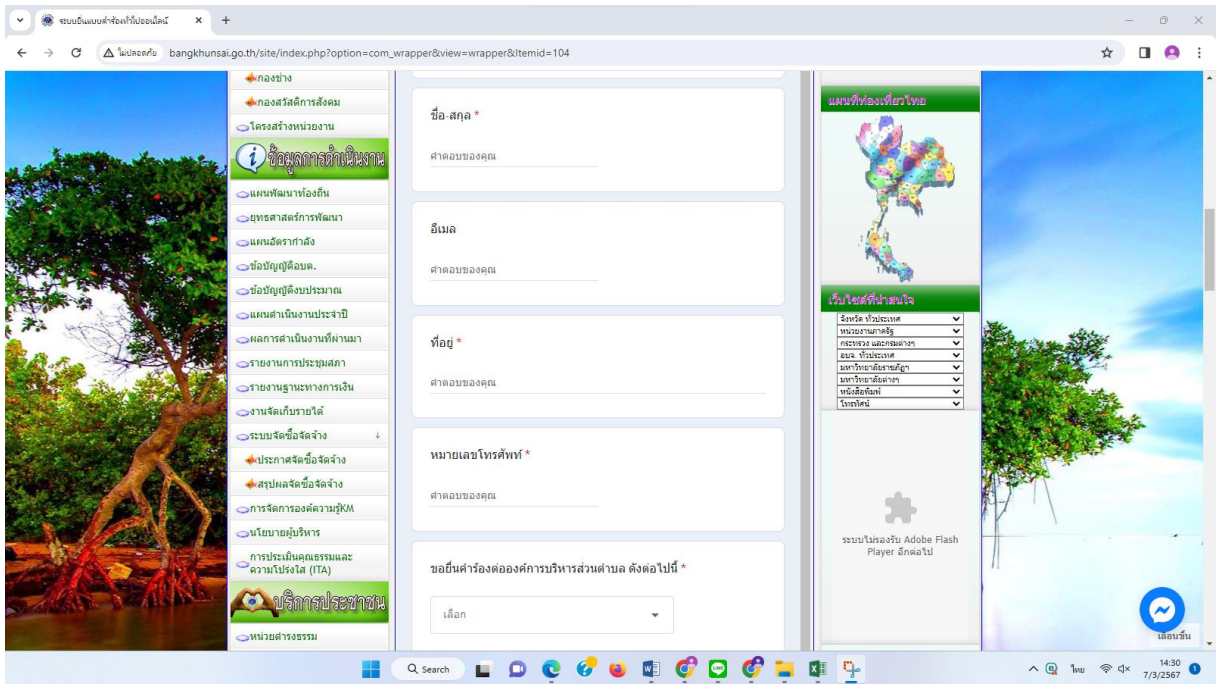 ระบบยื่นแบบคำร้องทั่วไปออนไลน์
ไม่ปลอดภัย
bangkhunsai.go.th/site/index.php?option=com_wrapper&view=wrapper&Itemid=104
กองช่าง
กองสวัสดิการสังคม
โครงสร้างหน่วยงาน
ข้อมูลการดำเนินงาน
แผนพัฒนาท้องถิ่น
ยุทธศาสตร์การพัฒนา
แผนอัตรากำลัง
ข้อบัญญัติอบต.
ข้อบัญญัติงบประมาณ
แผนดำเนินงานประจำปี
ผลการดำเนินงานที่ผ่านมา
รายงานการประชุมสภา
รายงานฐานะทางการเงิน
งานจัดเก็บรายได้
ระบบจัดซื้อจัดจ้าง
ประกาศจัดซื้อจัดจ้าง
สรุปผลจัดซื้อจัดจ้าง
การจัดการองค์ความรู้KM
นโยบายผู้บริหาร
การประเมินคุณธรรมและ
ความโปร่งใส (ITA)
บริการประชาชน
หน่วยดำรงธรรม
ชื่อ-สกุล *
คำตอบของคุณ
อีเมล
คำตอบของคุณ
ที่อยู่ *
คำตอบของคุณ
หมายเลขโทรศัพท์ *
คำตอบของคุณ
ขอยื่นคำร้องต่อองค์การบริหารส่วนตำบล ดังต่อไปนี้ *
เลือก
แผนที่ท่องเที่ยวไทย
เว็บไซต์ที่น่าสนใจ
จังหวัด ทั่วประเทศ
หน่วยงานภาครัฐ
กระทรวง และกรมต่างๆ
อบจ. ทั่วประเทศ
มหาวิทยาลัยราชภัฏฯ
มหาวิทยาลัยต่างๆ
หนังสือพิมพ์
โทรทัศน์
ระบบไม่รองรับ Adobe Flash
Player อีกต่อไป
เลื่อนขึ้น
Search
ไทย
14:30
7/3/2567
1